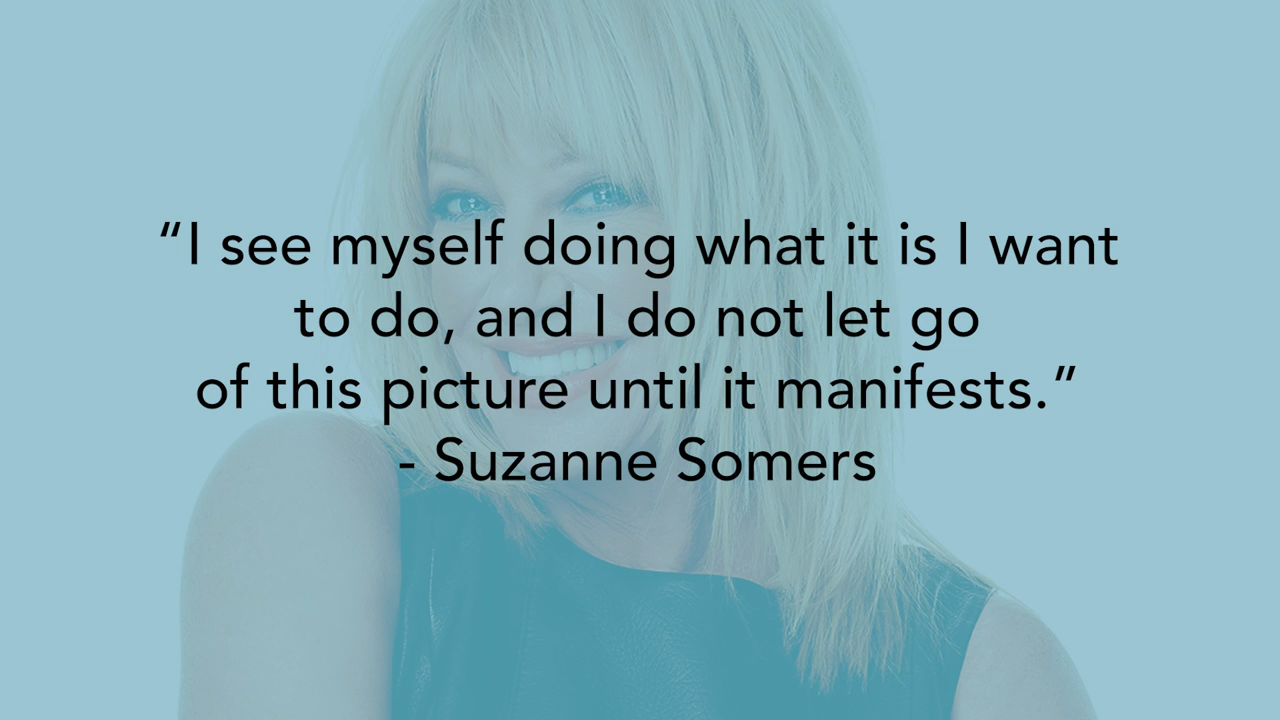 “I see myself doing what it is I want
to do, and I do not let go
of this picture until it manifests.”
- Suzanne Somers